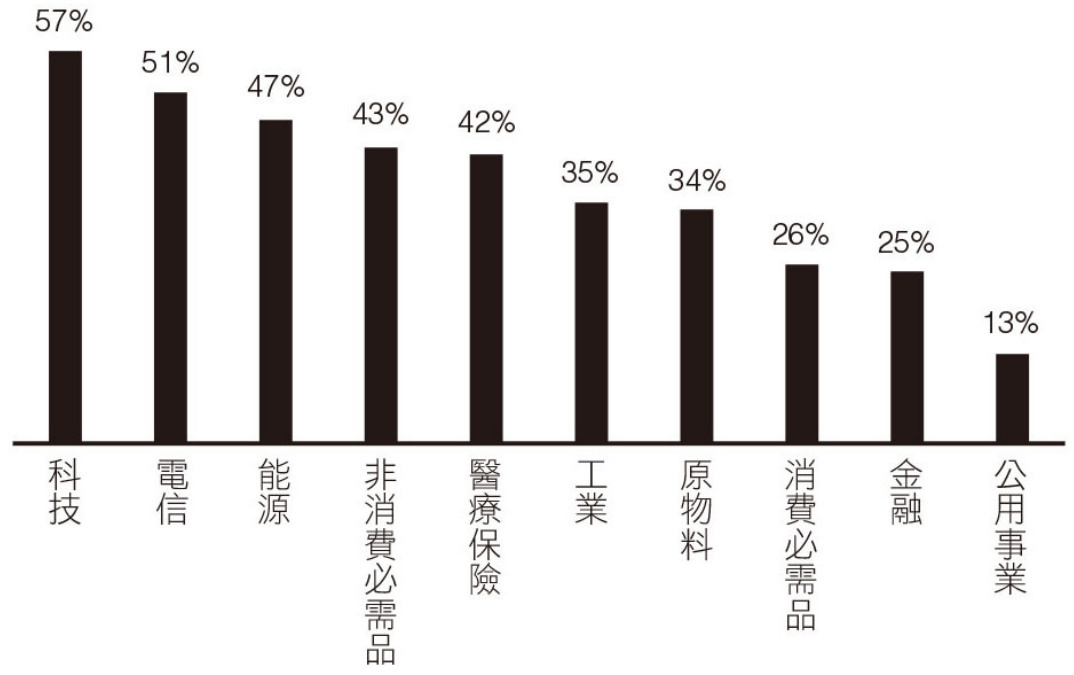 57%
51%
47%
43%
42%
35%
34%
26%
25%
13%
科技
電信
能源
非消費必需品
醫療保險
工業
原物料
消費必需品
金融
公用事業